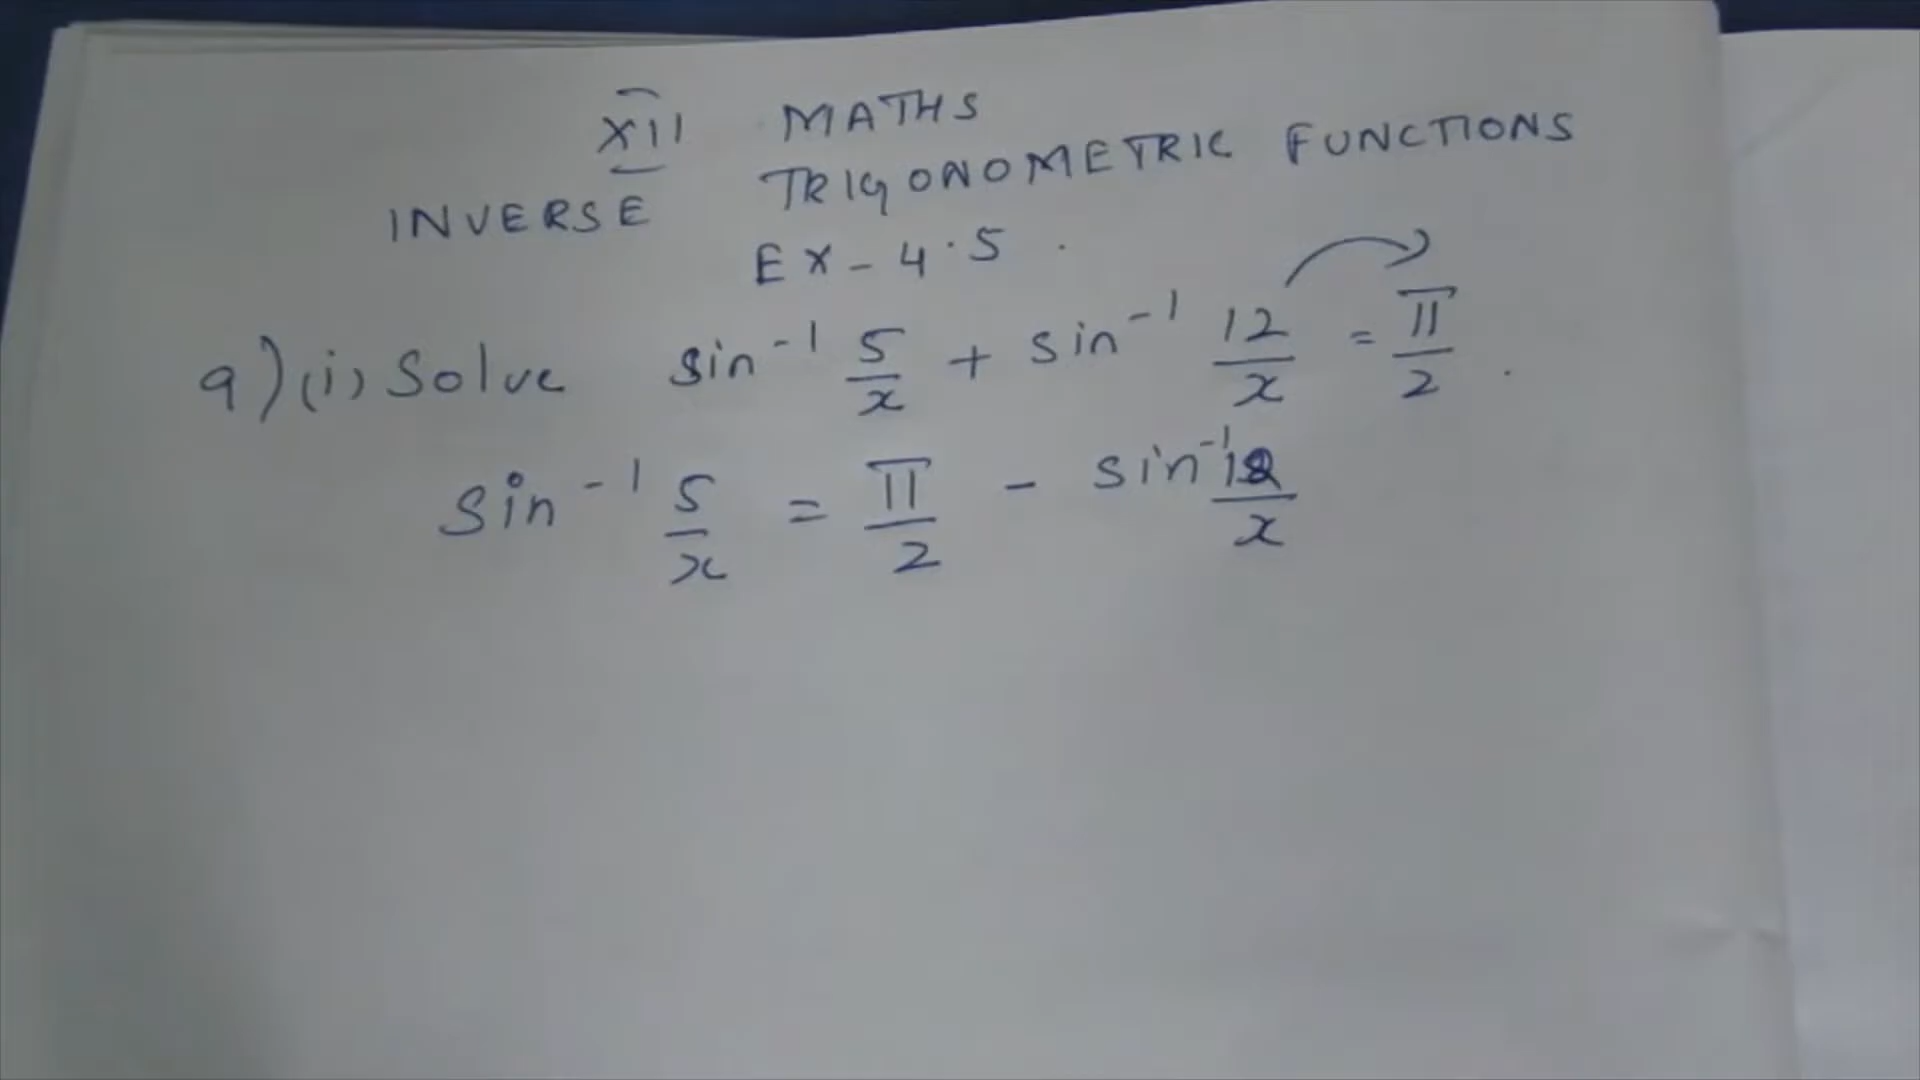 XII MATHS
INVERSE TRIGONOMETRIC FUNCTIONS
EX - 4.5
9) (i) Solve sin⁻¹ 5/x + sin⁻¹ 12/x = π/2 .
sin⁻¹ 5/x = π/2 - sin⁻¹ 12/x